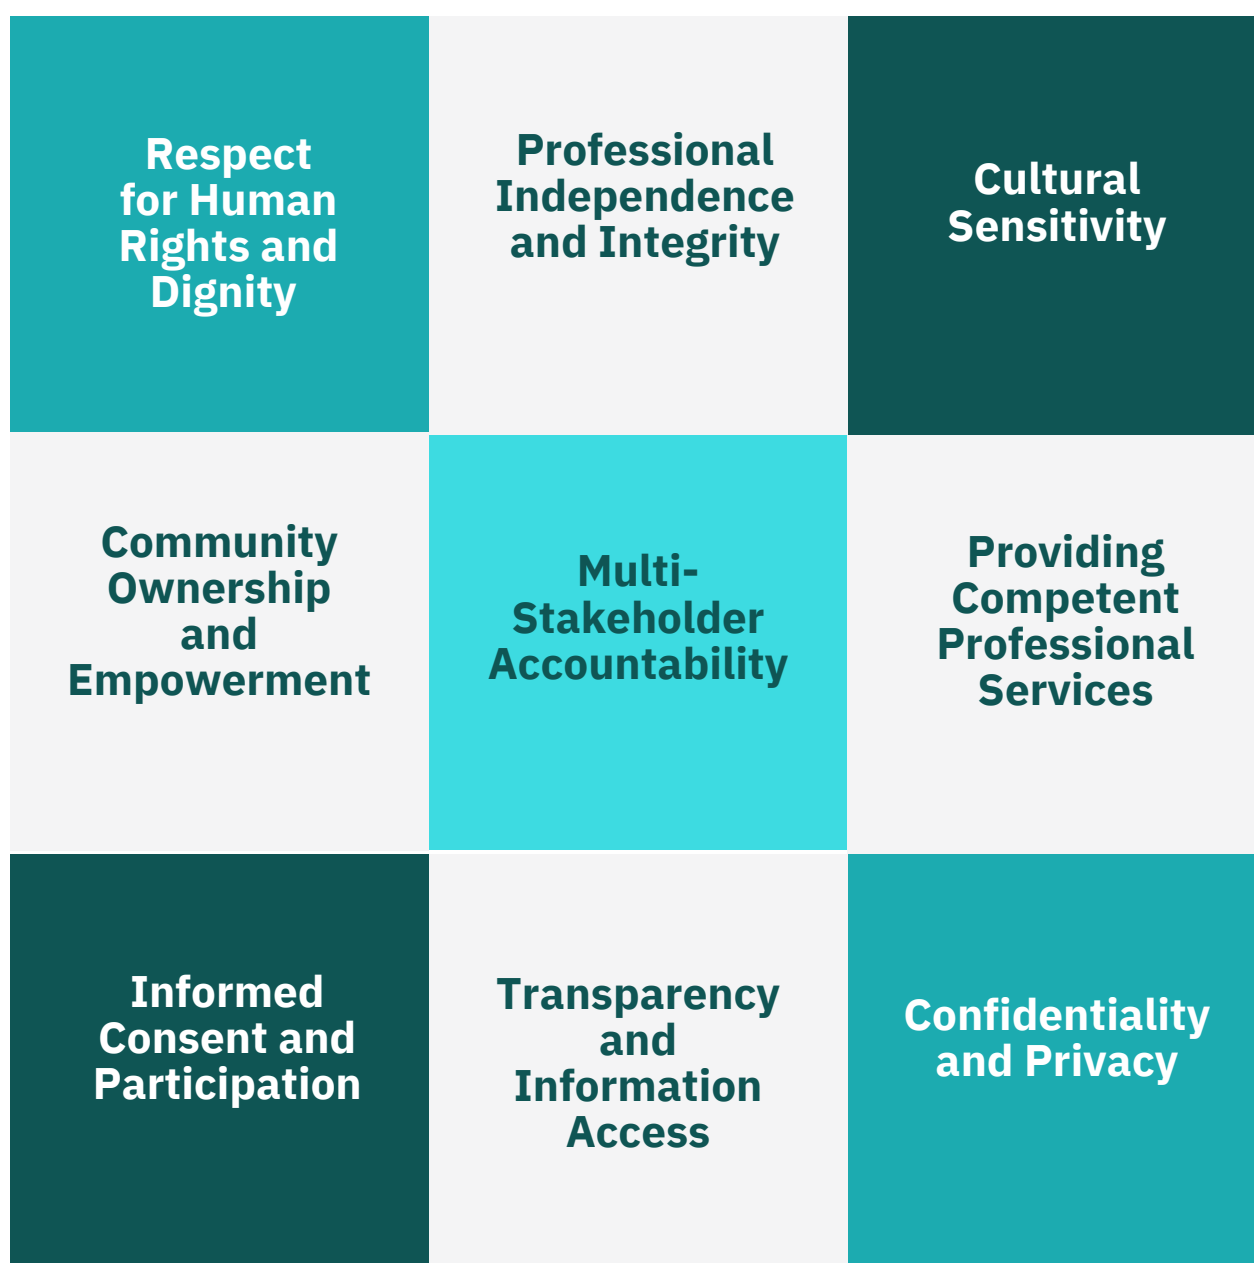 Respect
for Human
Rights and
Dignity
Professional
Independence
and Integrity
Cultural
Sensitivity
Community
Ownership
and
Empowerment
Multi-
Stakeholder
Accountability
Providing
Competent
Professional
Services
Informed
Consent and
Participation
Transparency
and
Information
Access
Confidentiality
and Privacy